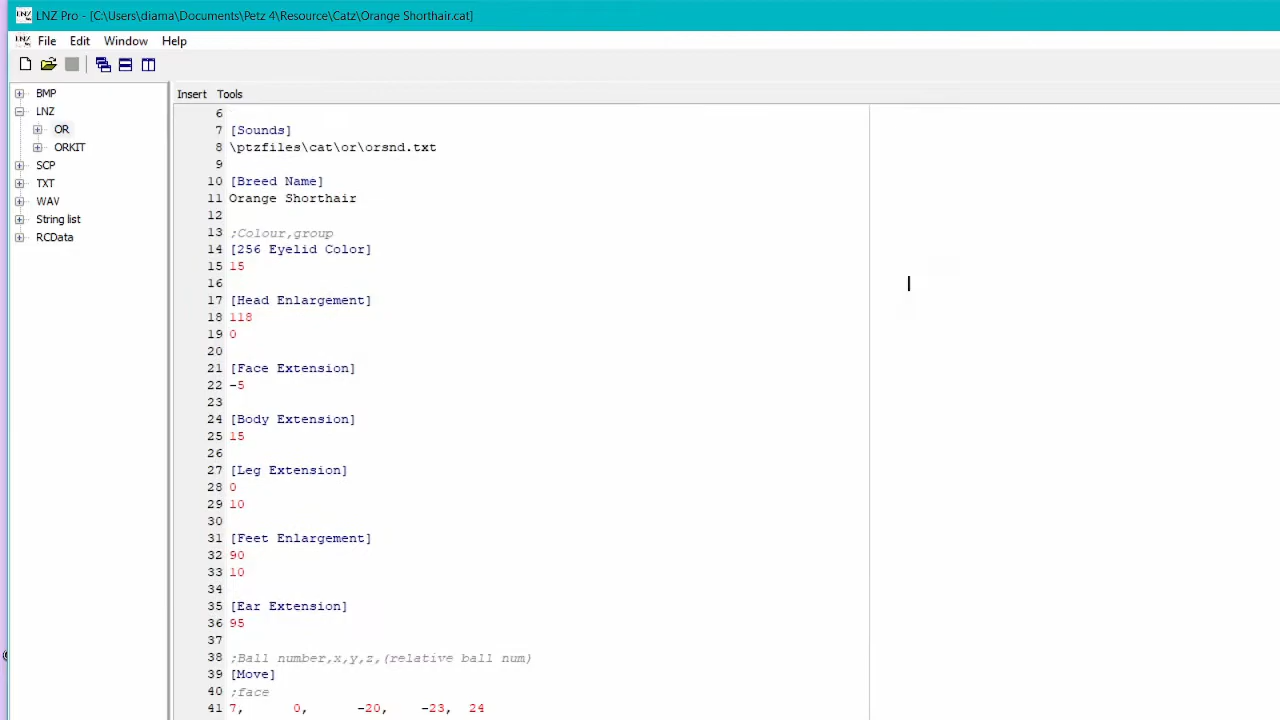 LNZ Pro - [C:\Users\diama\Documents\Petz 4\Resource\Catz\Orange Shorthair.cat]
LNZ File Edit Window Help
BMP
LNZ
OR
ORKIT
SCP
TXT
WAV
String list
RCData
Insert Tools
6
7 [Sounds]
8 \ptzfiles\cat\or\orsnd.txt
9
10 [Breed Name]
11 Orange Shorthair
12
13 ;Colour,group
14 [256 Eyelid Color]
15 15
16
17 [Head Enlargement]
18 118
19 0
20
21 [Face Extension]
22 -5
23
24 [Body Extension]
25 15
26
27 [Leg Extension]
28 0
29 10
30
31 [Feet Enlargement]
32 90
33 10
34
35 [Ear Extension]
36 95
37
38 ;Ball number,x,y,z,(relative ball num)
39 [Move]
40 ;face
41 7, 0, -20, -23, 24